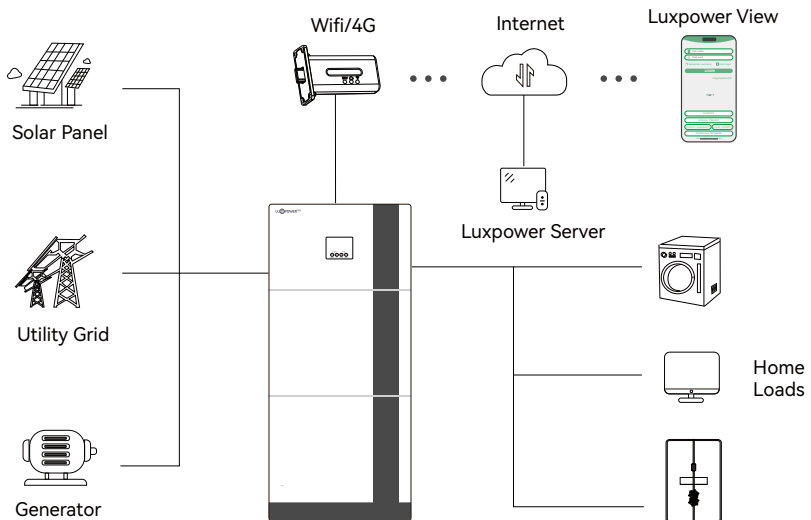 Wifi/4G
Internet
Luxpower View
Solar Panel
Luxpower Server
Utility Grid
Home
Loads
Generator